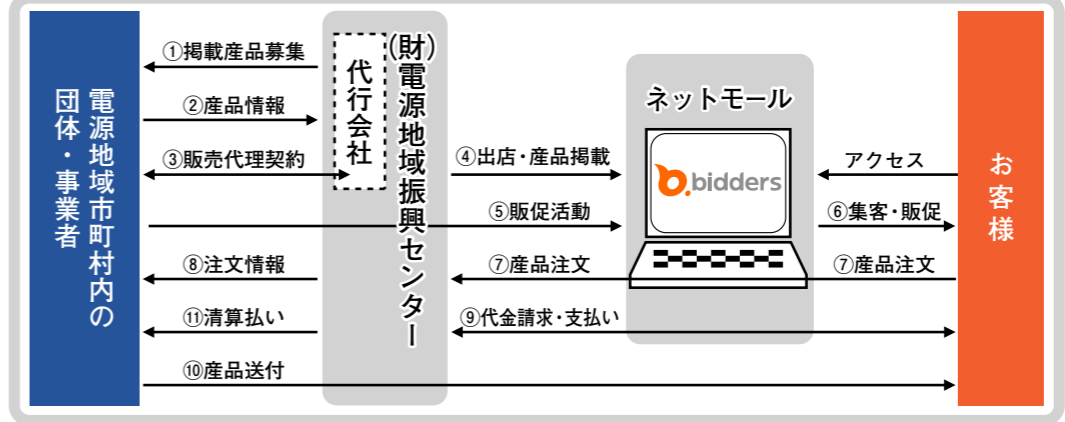 電源地域市町村内の
団体・事業者
①掲載産品募集
②産品情報
③販売代理契約
⑧注文情報
⑪清算払い
⑩産品送付
(財)電源地域振興センター
代行会社
④出店・産品掲載
⑤販促活動
⑦産品注文
⑨代金請求・支払い
ネットモール
bidders
アクセス
⑥集客・販促
⑦産品注文
お客様